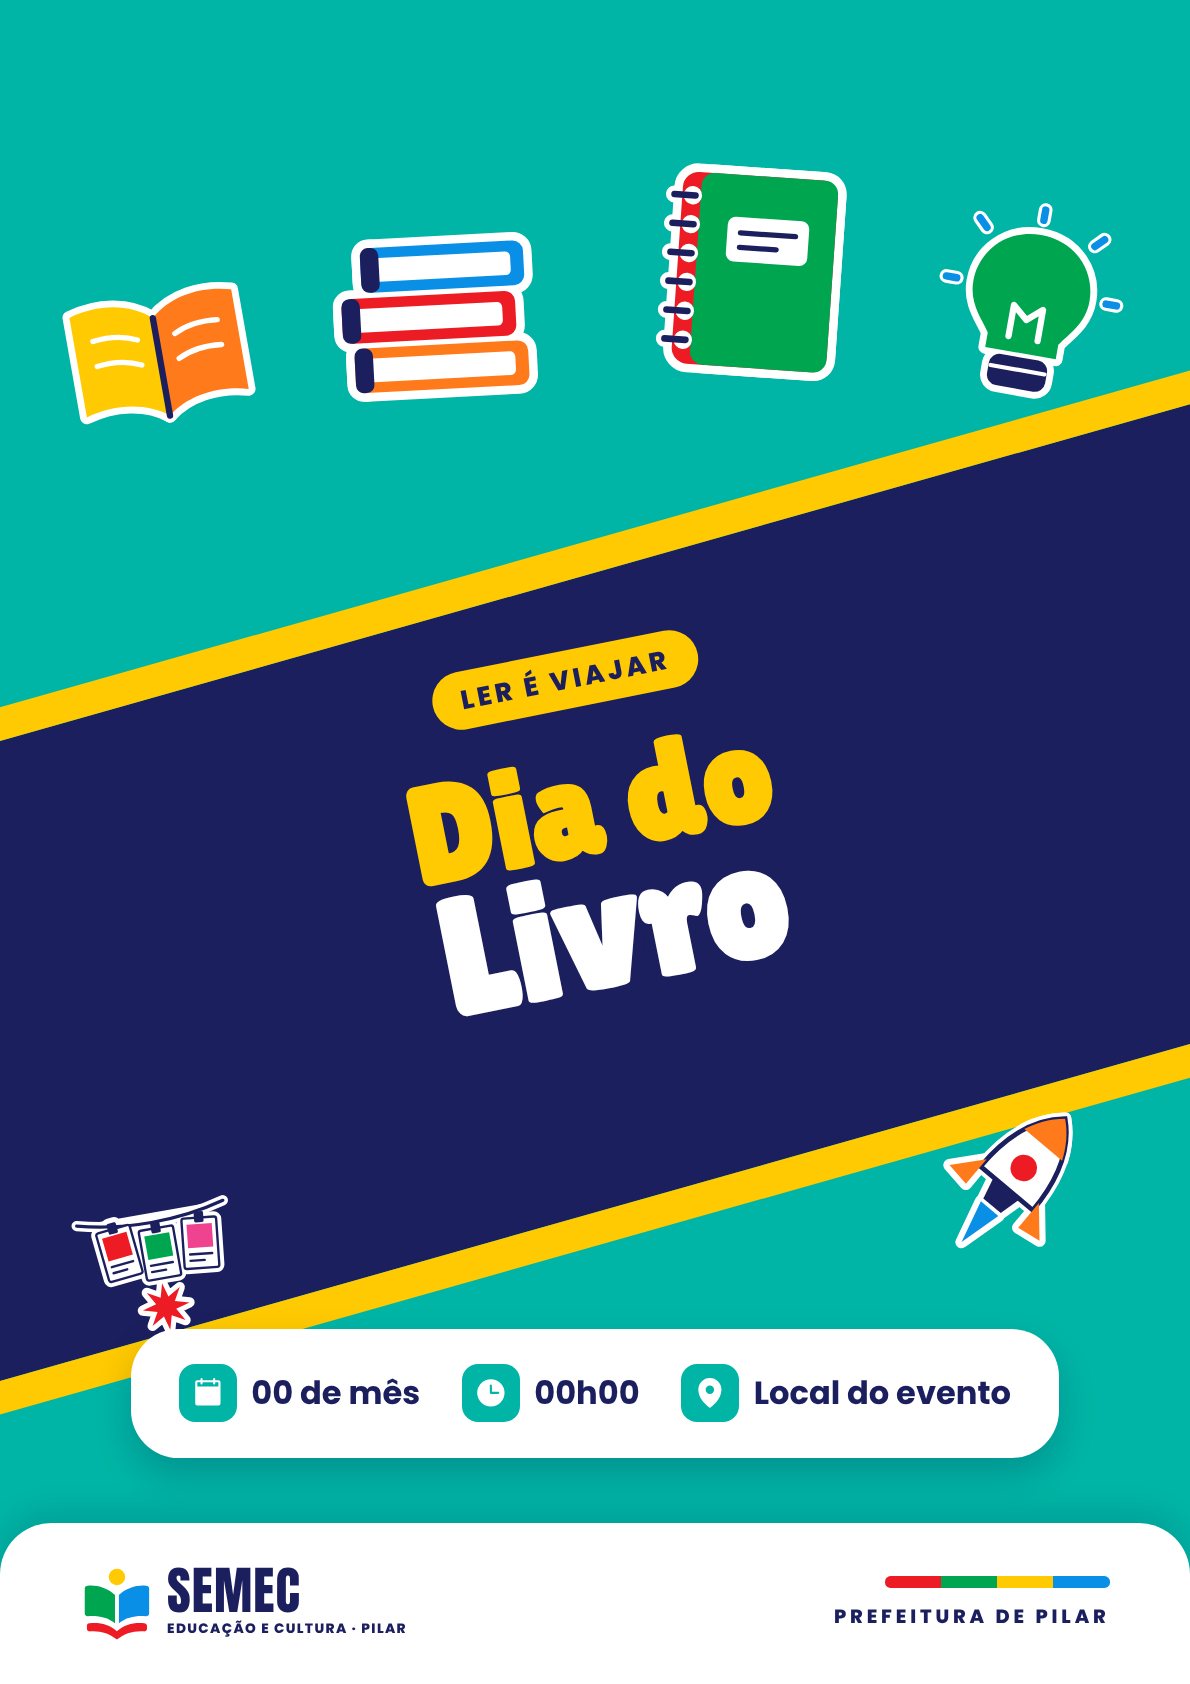 M
LER É VIAJAR
Dia do
Livro
00 de mês
00h00
Local do evento
SEMEC
EDUCAÇÃO E CULTURA · PILAR
PREFEITURA DE PILAR